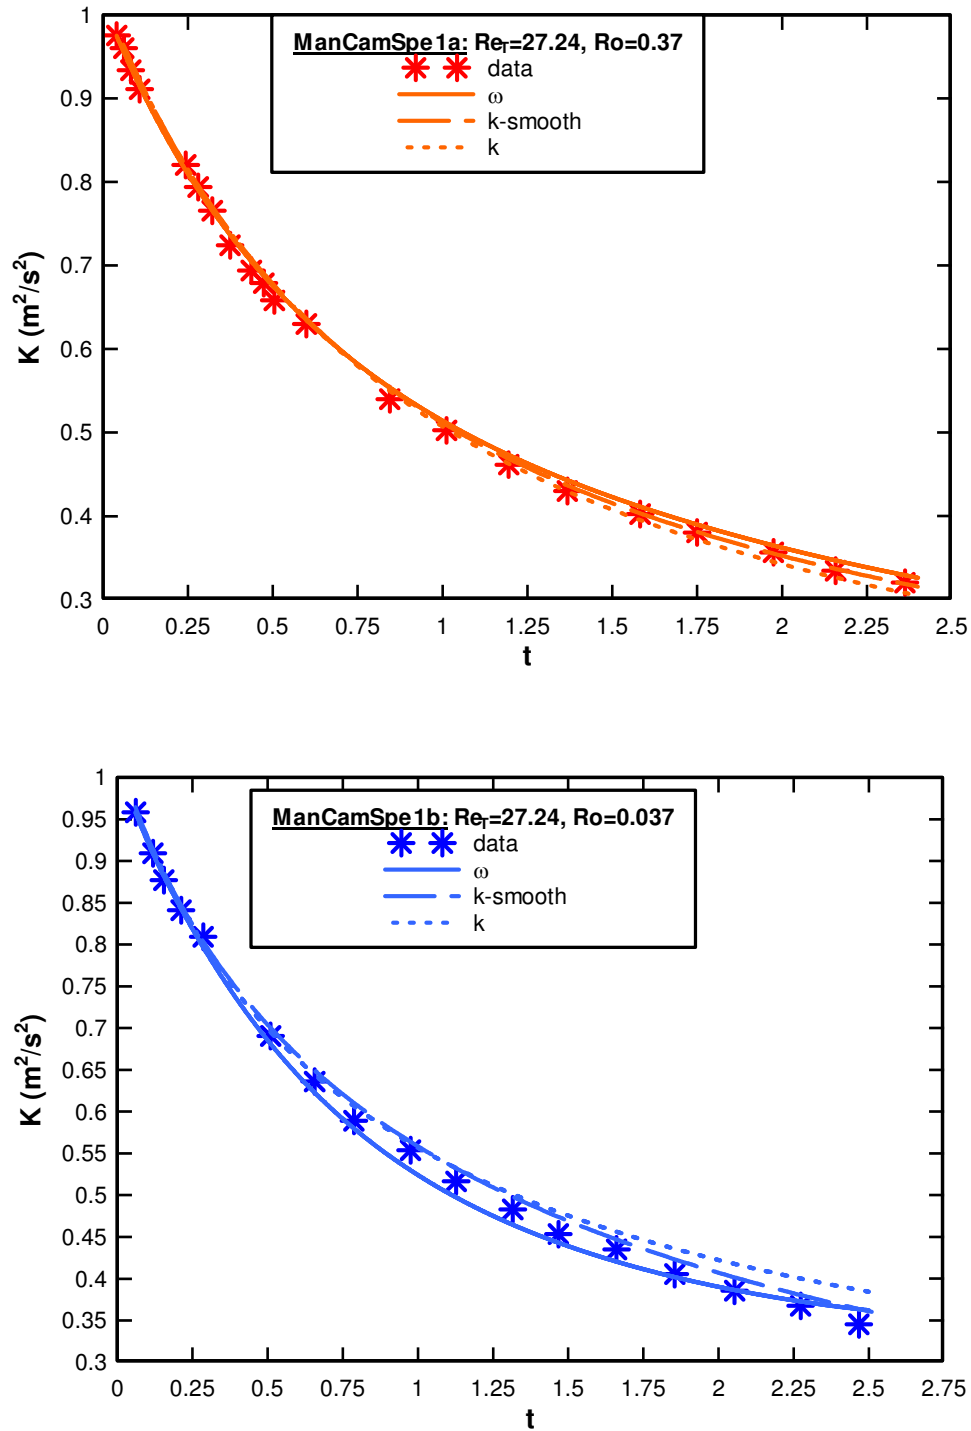 ManCamSpe1a: Re_T=27.24, Ro=0.37
data
ω
k-smooth
k
K (m²/s²)
1
0.9
0.8
0.7
0.6
0.5
0.4
0.3
0 0.25 0.5 0.75 1 1.25 1.5 1.75 2 2.25 2.5
t
ManCamSpe1b: Re_T=27.24, Ro=0.037
data
ω
k-smooth
k
K (m²/s²)
1
0.95
0.9
0.85
0.8
0.75
0.7
0.65
0.6
0.55
0.5
0.45
0.4
0.35
0.3
0 0.25 0.5 0.75 1 1.25 1.5 1.75 2 2.25 2.5 2.75
t